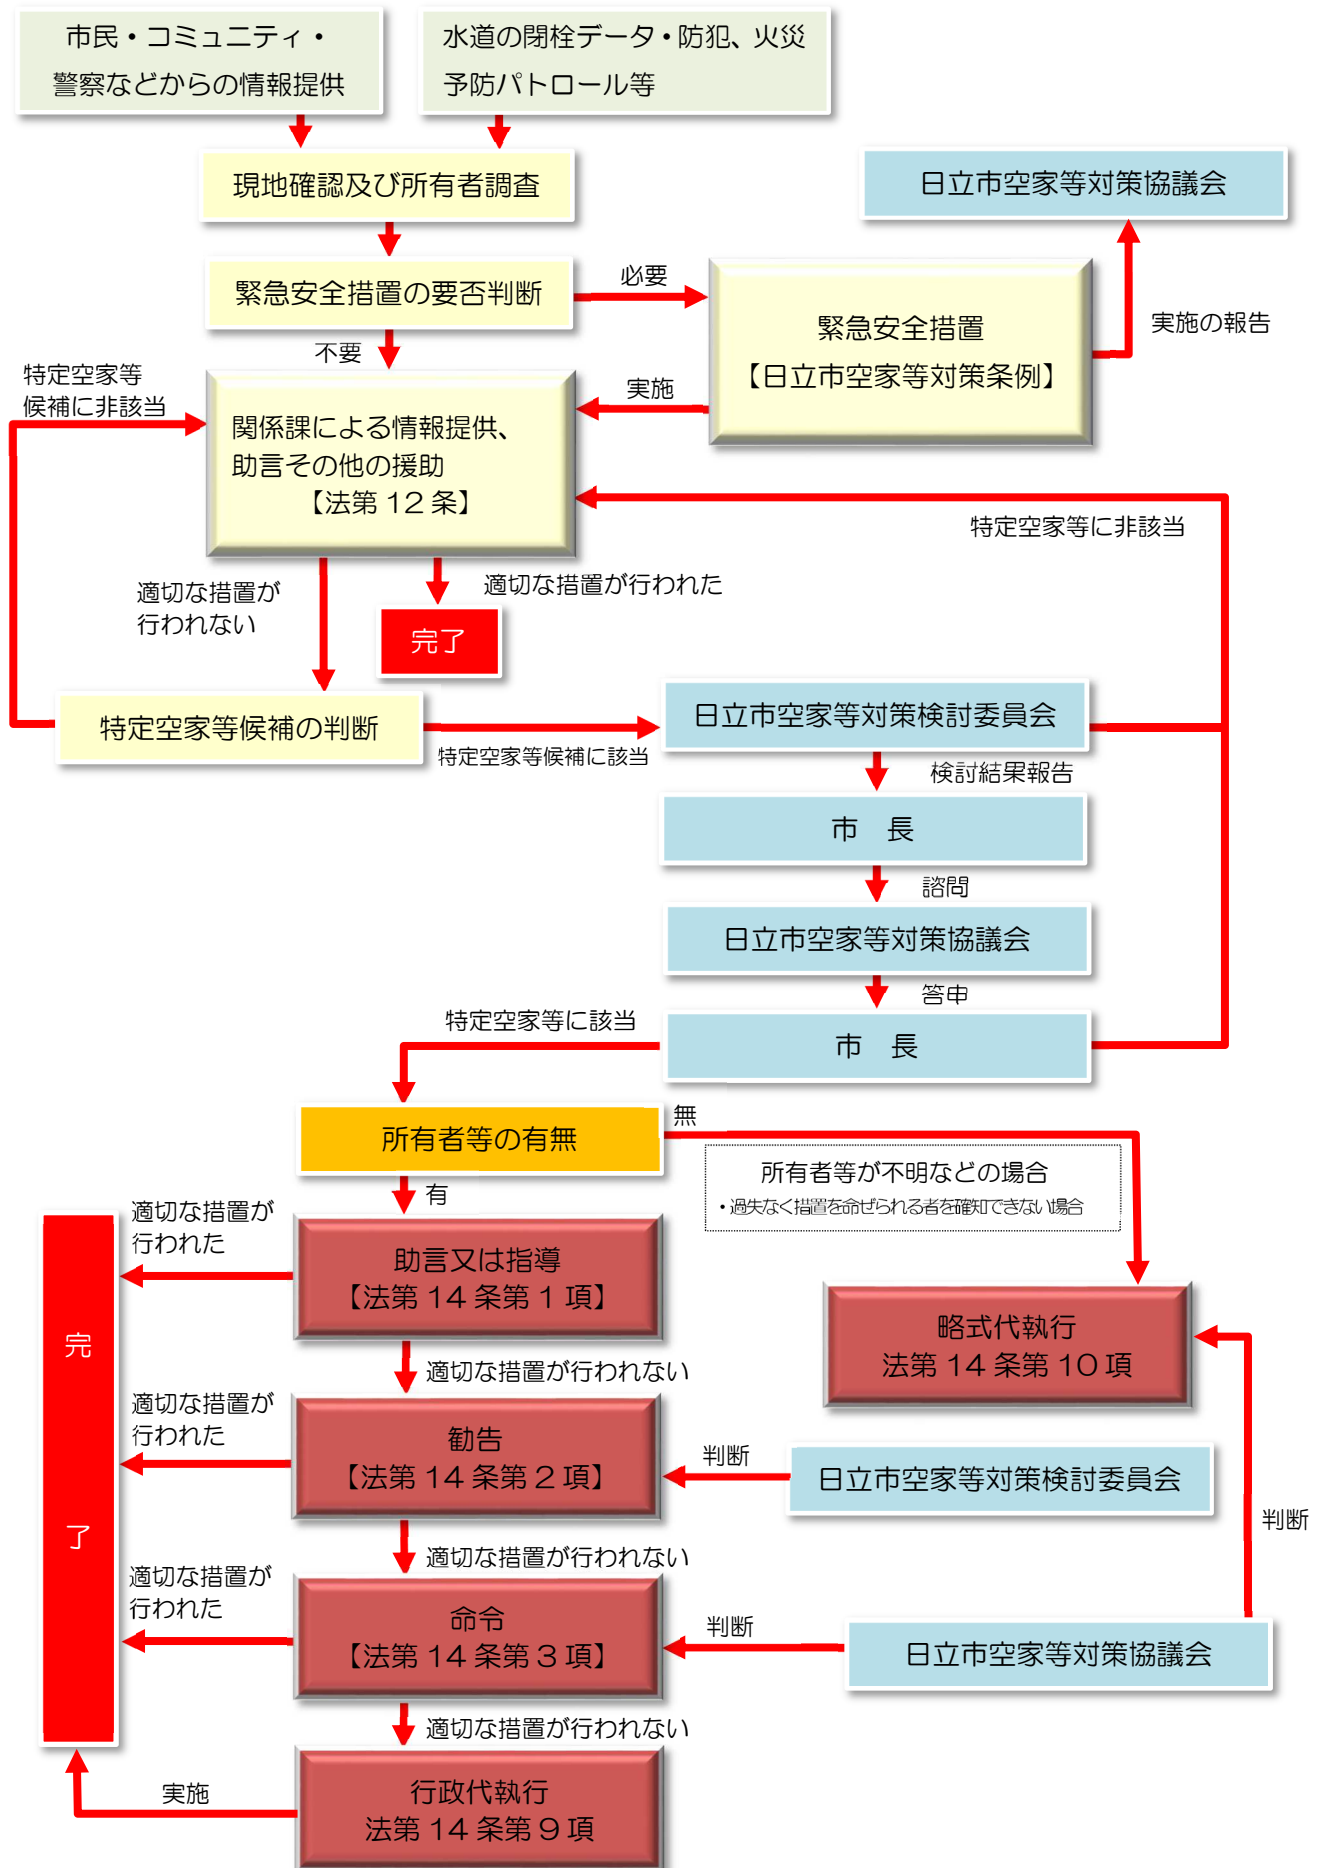 市民・コミュニティ・
警察などからの情報提供
水道の閉栓データ・防犯、火災
予防パトロール等
現地確認及び所有者調査
日立市空家等対策協議会
緊急安全措置の要否判断
必要
緊急安全措置
【日立市空家等対策条例】
実施の報告
不要
実施
特定空家等
候補に非該当
関係課による情報提供、
助言その他の援助
【法第12条】
特定空家等に非該当
適切な措置が
行われない
適切な措置が行われた
完了
特定空家等候補の判断
特定空家等候補に該当
日立市空家等対策検討委員会
検討結果報告
市　長
諮問
日立市空家等対策協議会
答申
市　長
特定空家等に該当
所有者等の有無
無
所有者等が不明などの場合
・過失なく措置を命ぜられる者を確知できない場合
有
適切な措置が
行われた
助言又は指導
【法第14条第1項】
略式代執行
法第14条第10項
完
了
適切な措置が行われない
適切な措置が
行われた
勧告
【法第14条第2項】
判断
日立市空家等対策検討委員会
判断
適切な措置が行われない
適切な措置が
行われた
命令
【法第14条第3項】
判断
日立市空家等対策協議会
適切な措置が行われない
実施
行政代執行
法第14条第9項